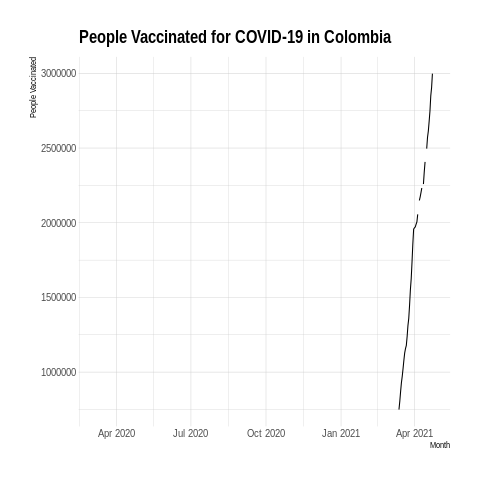 People Vaccinated for COVID-19 in Colombia
People Vaccinated
3000000
2500000
2000000
1500000
1000000
Apr 2020
Jul 2020
Oct 2020
Jan 2021
Apr 2021
Month